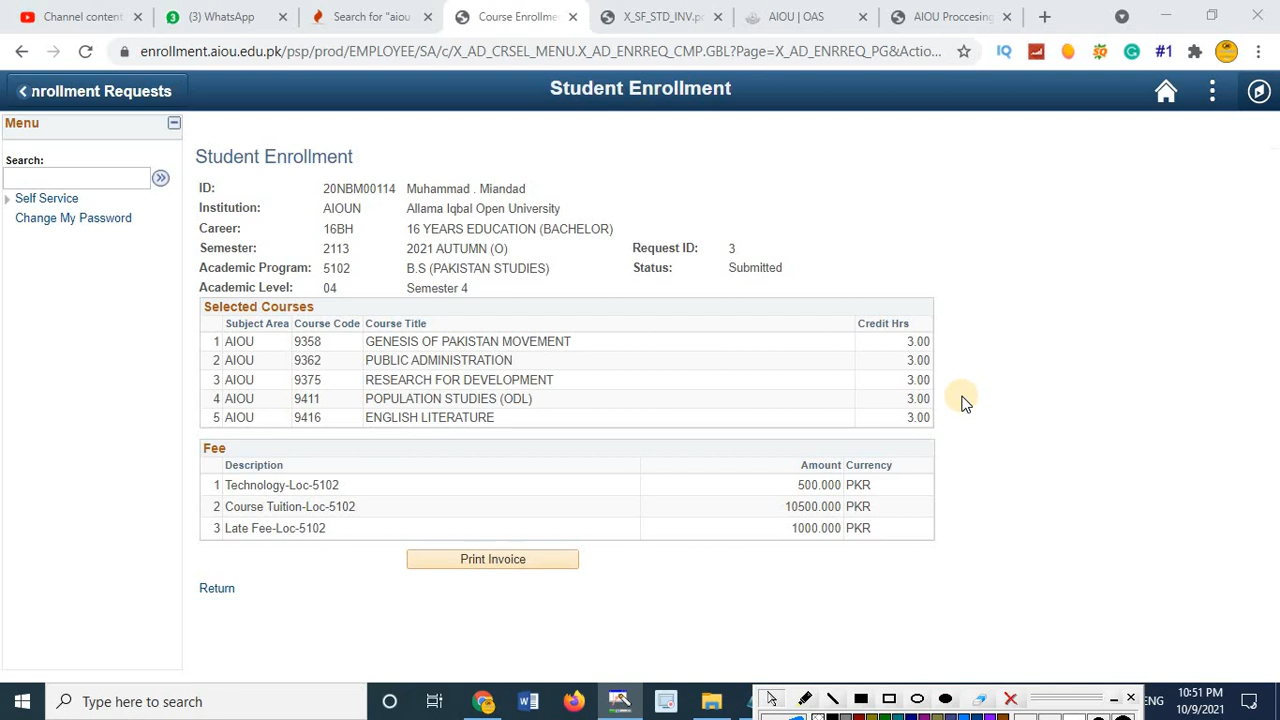 Channel content
(3) WhatsApp
Search for "aiou
Course Enrollme
X_SF_STD_INV.p
AIOU | OAS
AIOU Proccesing
enrollment.aiou.edu.pk/psp/prod/EMPLOYEE/SA/c/X_AD_CRSEL_MENU.X_AD_ENRREQ_CMP.GBL?Page=X_AD_ENRREQ_PG&Actio...
IQ
#1
nrollment Requests
Student Enrollment
Menu
Student Enrollment
Search:
Self Service
Change My Password
ID: 20NBM00114 Muhammad . Miandad
Institution: AIOUN Allama Iqbal Open University
Career: 16BH 16 YEARS EDUCATION (BACHELOR)
Semester: 2113 2021 AUTUMN (O) Request ID: 3
Academic Program: 5102 B.S (PAKISTAN STUDIES) Status: Submitted
Academic Level: 04 Semester 4
Selected Courses
Subject Area Course Code Course Title Credit Hrs
1 AIOU 9358 GENESIS OF PAKISTAN MOVEMENT 3.00
2 AIOU 9362 PUBLIC ADMINISTRATION 3.00
3 AIOU 9375 RESEARCH FOR DEVELOPMENT 3.00
4 AIOU 9411 POPULATION STUDIES (ODL) 3.00
5 AIOU 9416 ENGLISH LITERATURE 3.00
Fee
Description Amount Currency
1 Technology-Loc-5102 500.000 PKR
2 Course Tuition-Loc-5102 10500.000 PKR
3 Late Fee-Loc-5102 1000.000 PKR
Print Invoice
Return
Type here to search
ENG
10:51 PM
10/9/2021